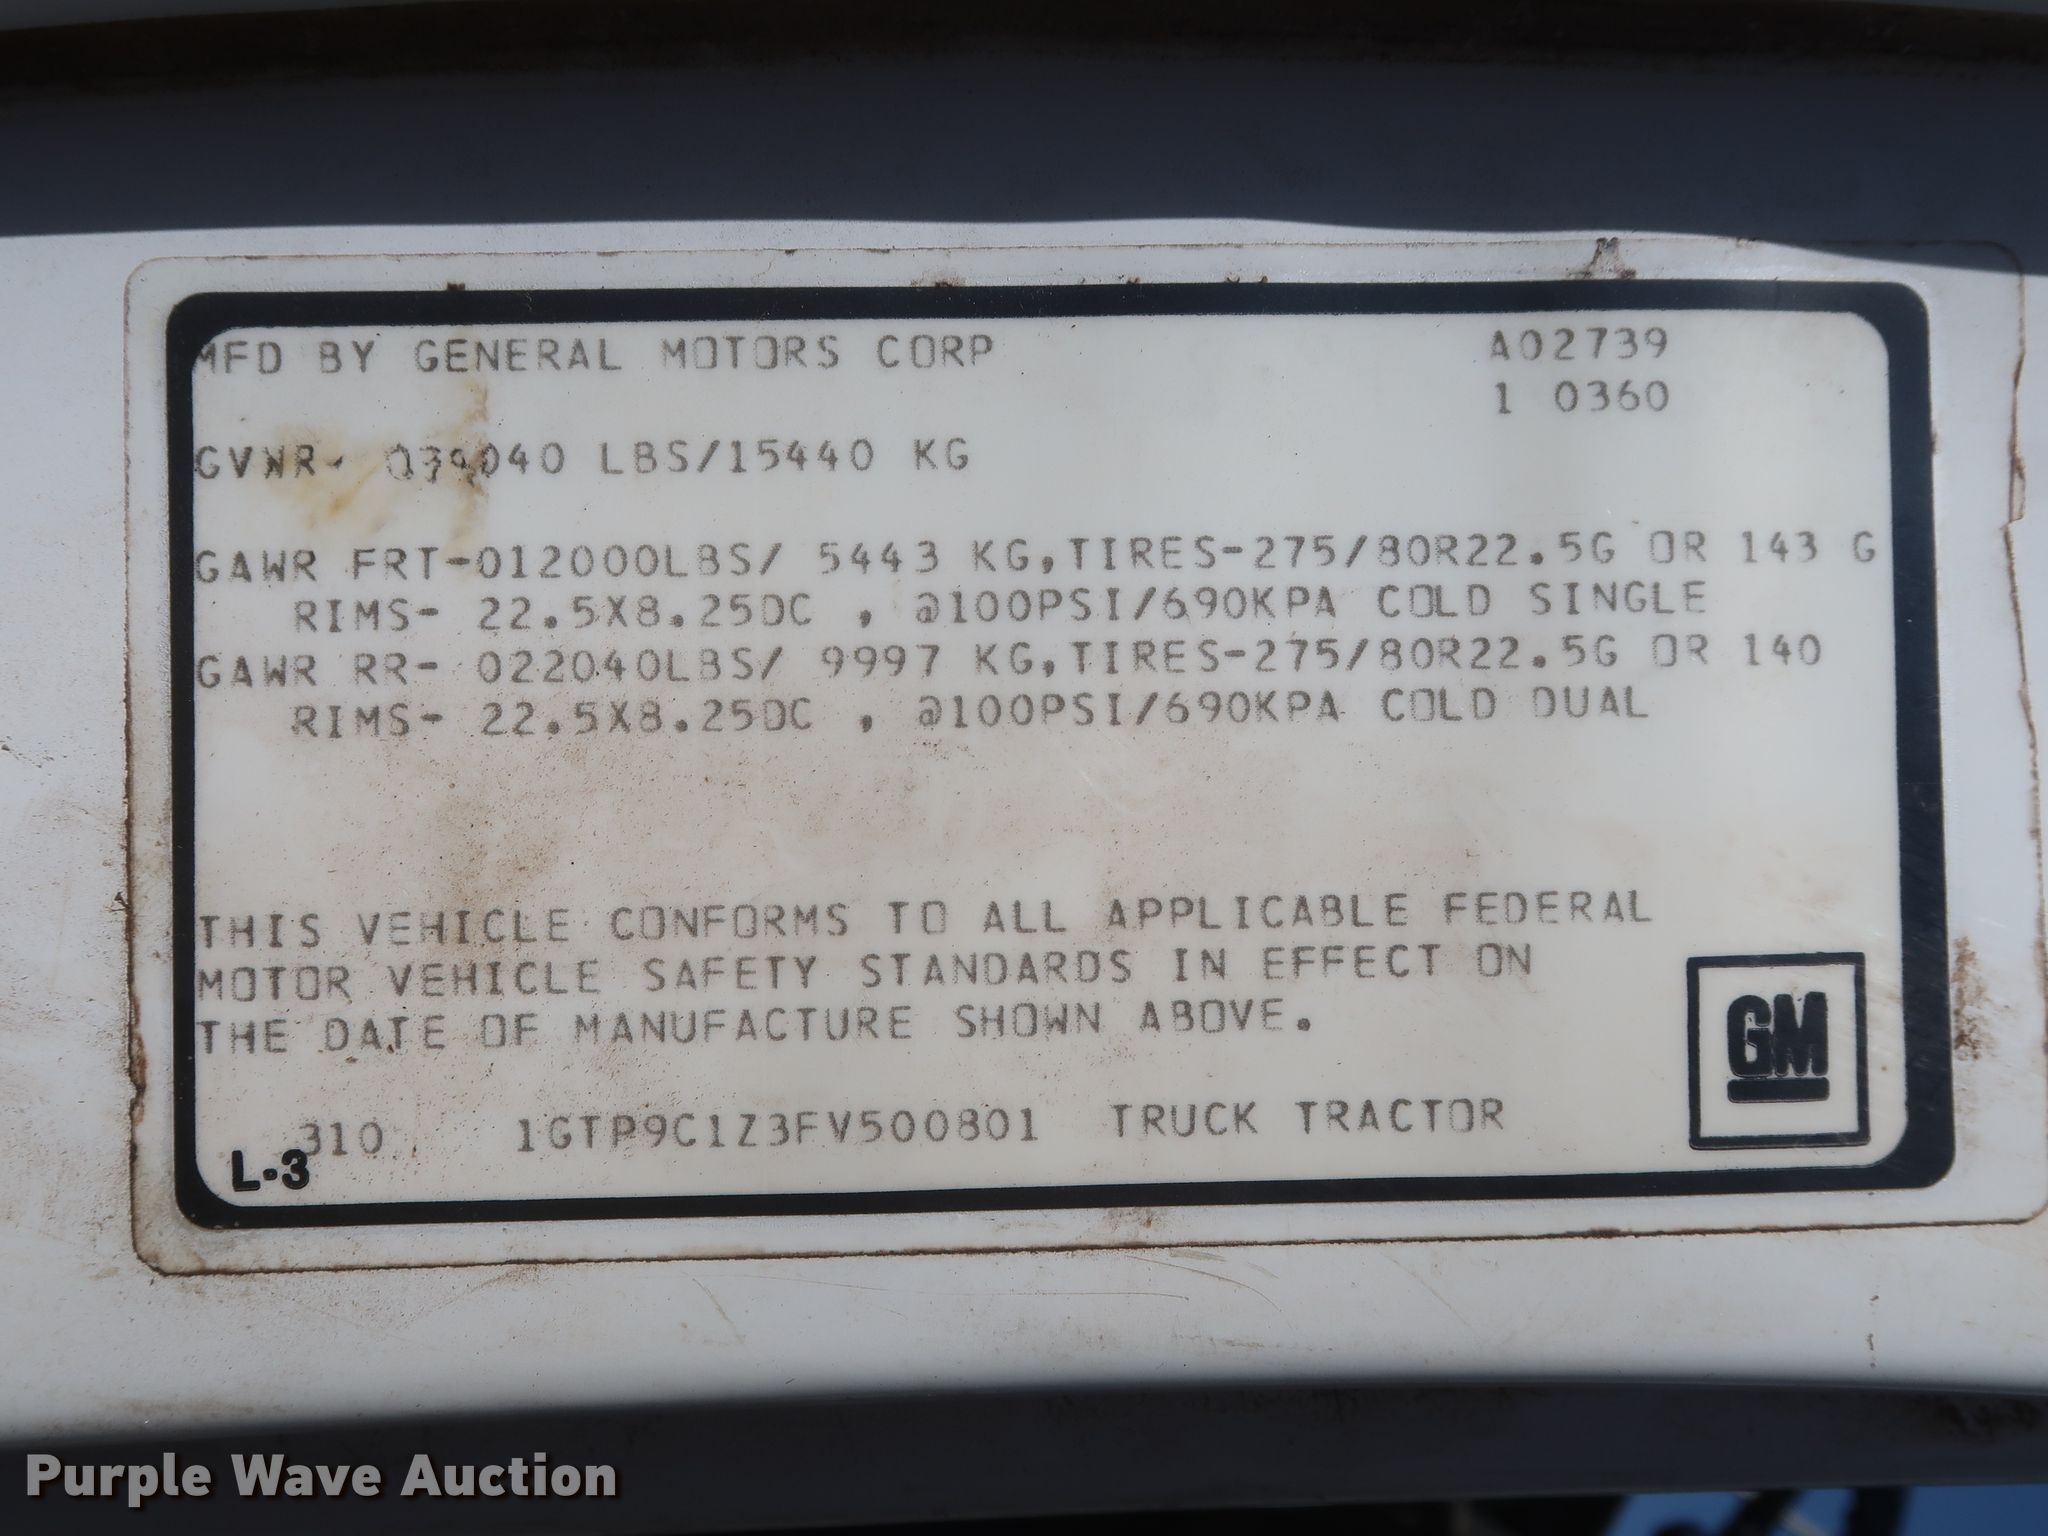 MFD BY GENERAL MOTORS CORP A02739
1 0360
GVWR- 034040 LBS/15440 KG
GAWR FRT-012000LBS/ 5443 KG,TIRES-275/80R22.5G OR 143 G
RIMS- 22.5X8.25DC , @100PSI/690KPA COLD SINGLE
GAWR RR- 022040LBS/ 9997 KG,TIRES-275/80R22.5G OR 140
RIMS- 22.5X8.25DC , @100PSI/690KPA COLD DUAL
THIS VEHICLE CONFORMS TO ALL APPLICABLE FEDERAL
MOTOR VEHICLE SAFETY STANDARDS IN EFFECT ON
THE DATE OF MANUFACTURE SHOWN ABOVE.
GM
310 1GTP9C1Z3FV500801 TRUCK TRACTOR
L-3
Purple Wave Auction